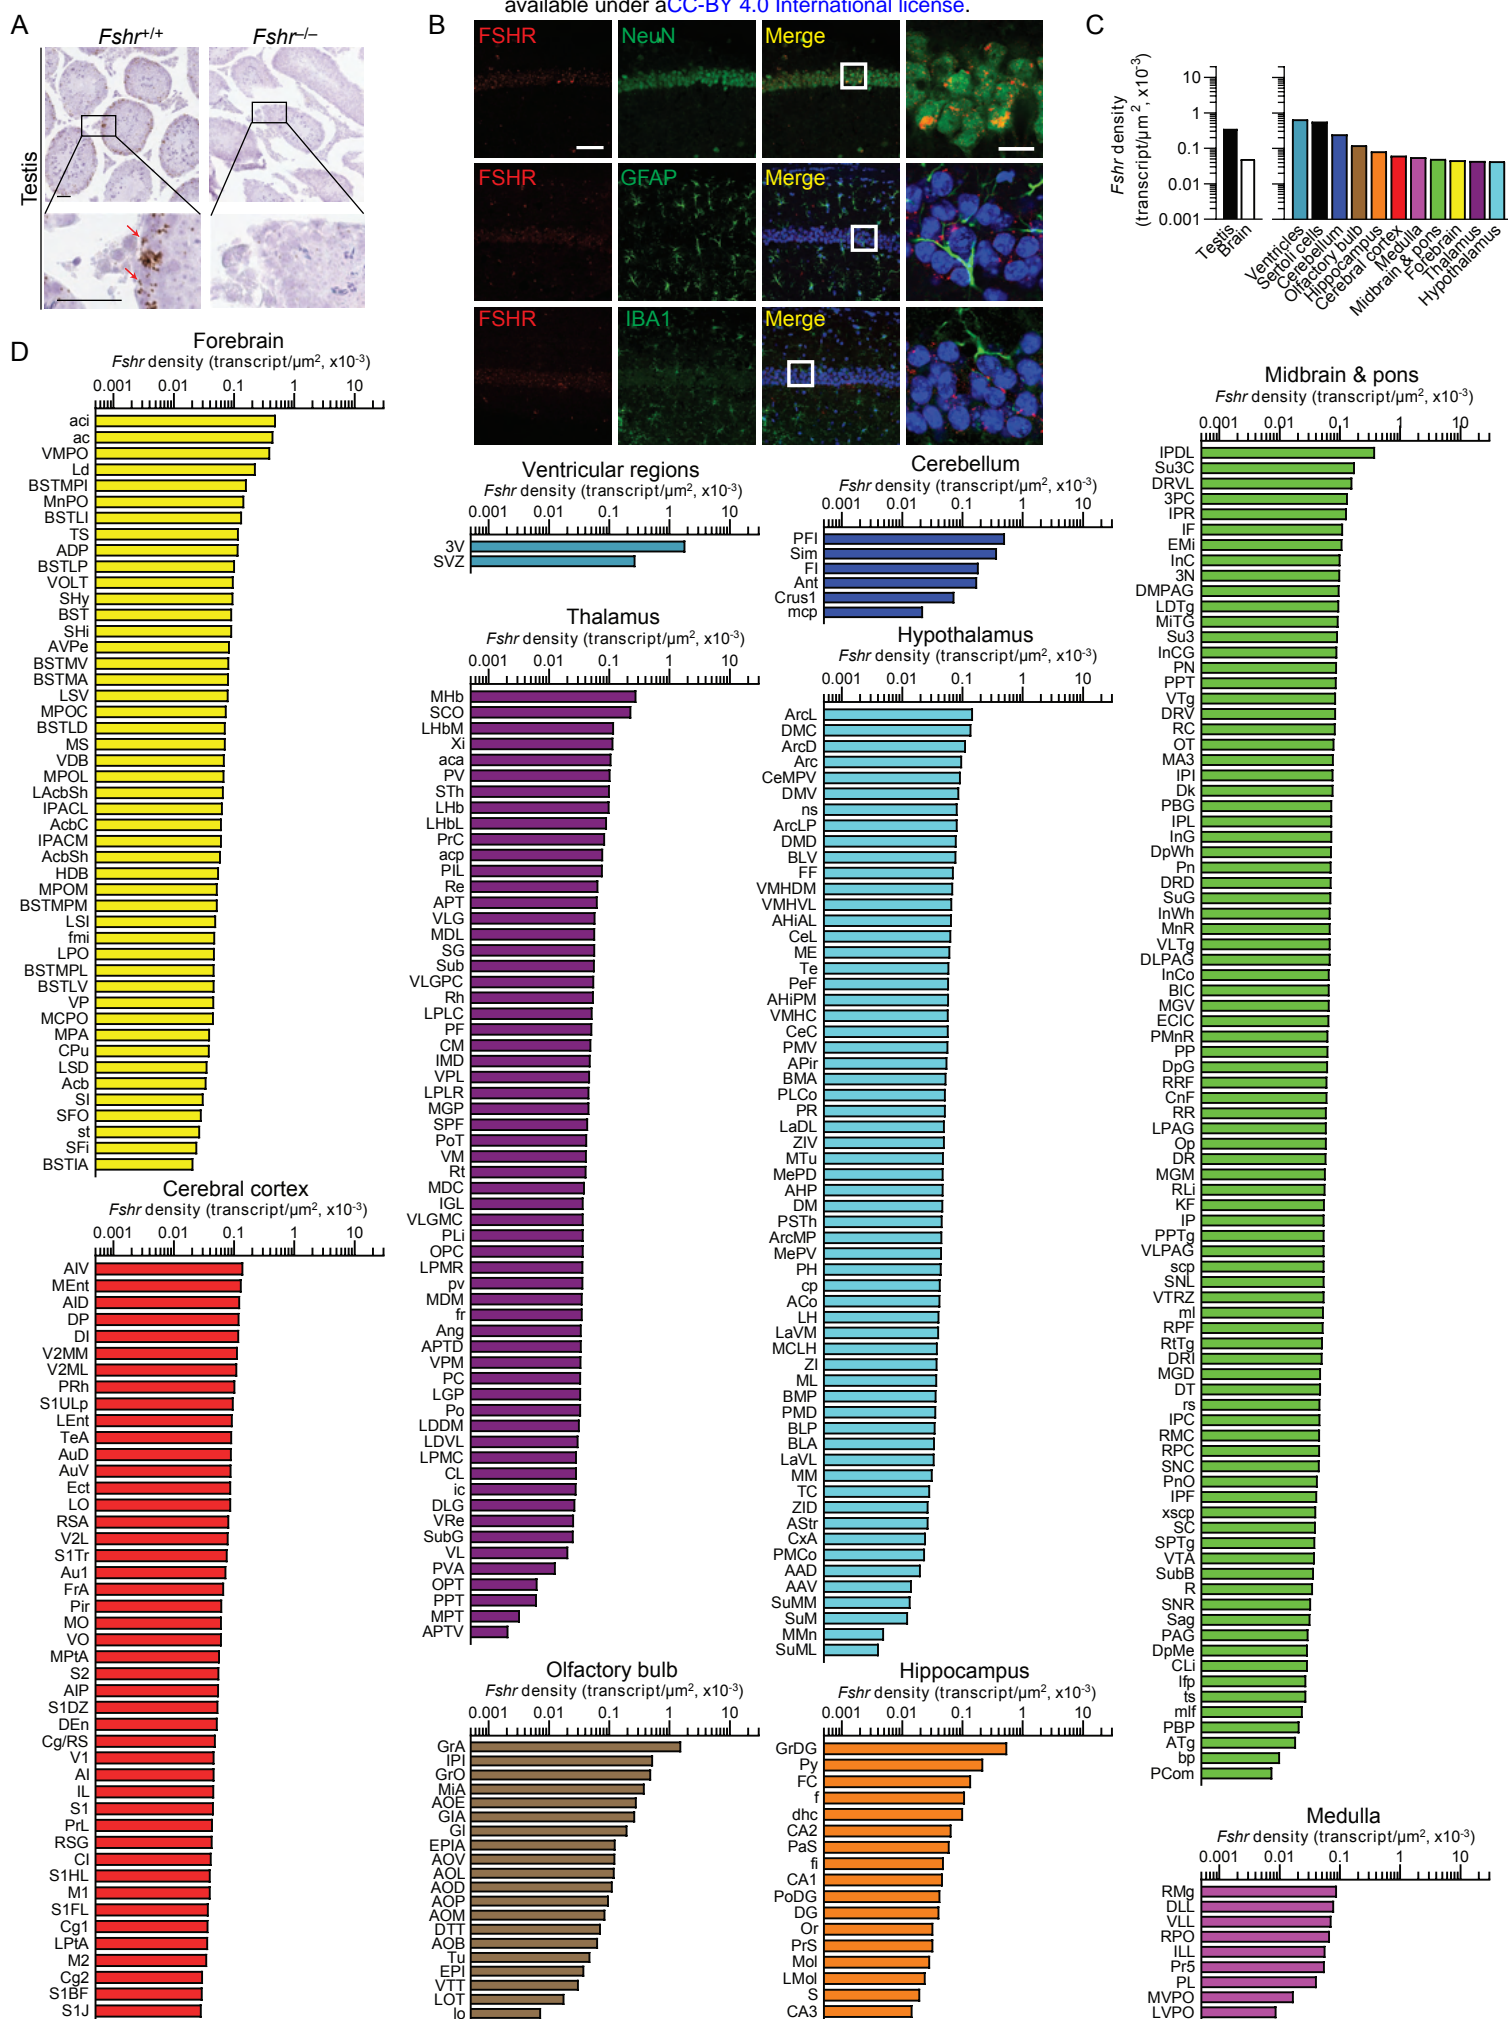 available under aCC-BY 4.0 International license.
A
Fshr+/+
Fshr–/–
Testis
B
FSHR
NeuN
Merge
FSHR
GFAP
Merge
FSHR
IBA1
Merge
C
Fshr density
(transcript/µm2, x10-3)
10
1
0.1
0.01
0.001
Testis
Brain
Ventricles
Sertoli cells
Cerebellum
Olfactory bulb
Hippocampus
Cerebral cortex
Medulla
Midbrain & pons
Forebrain
Thalamus
Hypothalamus
D
Forebrain
Fshr density (transcript/µm2, x10-3)
0.001 0.01 0.1 1 10
aci
ac
VMPO
Ld
BSTMPI
MnPO
BSTLI
TS
ADP
BSTLP
VOLT
SHy
BST
SHi
AVPe
BSTMV
BSTMA
LSV
MPOC
BSTLD
MS
VDB
MPOL
LAcbSh
IPACL
AcbC
IPACM
AcbSh
HDB
MPOM
BSTMPM
LSI
fmi
LPO
BSTMPL
BSTLV
VP
MCPO
MPA
CPu
LSD
Acb
SI
SFO
st
SFi
BSTIA
Cerebral cortex
Fshr density (transcript/µm2, x10-3)
0.001 0.01 0.1 1 10
AIV
MEnt
AID
DP
DI
V2MM
V2ML
PRh
S1ULp
LEnt
TeA
AuD
AuV
Ect
LO
RSA
V2L
S1Tr
Au1
FrA
Pir
MO
VO
MPtA
S2
AIP
S1DZ
DEn
Cg/RS
V1
AI
IL
S1
PrL
RSG
CI
S1HL
M1
S1FL
Cg1
LPtA
M2
Cg2
S1BF
S1J
Ventricular regions
Fshr density (transcript/µm2, x10-3)
0.001 0.01 0.1 1 10
3V
SVZ
Thalamus
Fshr density (transcript/µm2, x10-3)
0.001 0.01 0.1 1 10
MHb
SCO
LHbM
Xi
aca
PV
STh
LHb
LHbL
PrC
acp
PIL
Re
APT
VLG
MDL
SG
Sub
VLGPC
Rh
LPLC
PF
CM
IMD
VPL
LPLR
MGP
SPF
PoT
VM
Rt
MDC
IGL
VLGMC
PLi
OPC
LPMR
pv
MDM
fr
Ang
APTD
VPM
PC
LGP
Po
LDDM
LDVL
LPMC
CL
ic
DLG
VRe
SubG
VL
PVA
OPT
PPT
MPT
APTV
Olfactory bulb
Fshr density (transcript/µm2, x10-3)
0.001 0.01 0.1 1 10
GrA
IPI
GrO
MiA
AOE
GIA
GI
EPIA
AOV
AOL
AOD
AOP
AOM
DTT
AOB
Tu
EPI
VTT
LOT
lo
Cerebellum
Fshr density (transcript/µm2, x10-3)
0.001 0.01 0.1 1 10
PFI
Sim
FI
Ant
Crus1
mcp
Hypothalamus
Fshr density (transcript/µm2, x10-3)
0.001 0.01 0.1 1 10
ArcL
DMC
ArcD
Arc
CeMPV
DMV
ns
ArcLP
DMD
BLV
FF
VMHDM
VMHVL
AHiAL
CeL
ME
Te
PeF
AHiPM
VMHC
CeC
PMV
APir
BMA
PLCo
PR
LaDL
ZIV
MTu
MePD
AHP
DM
PSTh
ArcMP
MePV
PH
cp
ACo
LH
LaVM
MCLH
ZI
ML
BMP
PMD
BLP
BLA
LaVL
MM
TC
ZID
AStr
CxA
PMCo
AAD
AAV
SuMM
SuM
MMn
SuML
Hippocampus
Fshr density (transcript/µm2, x10-3)
0.001 0.01 0.1 1 10
GrDG
Py
FC
f
dhc
CA2
PaS
fi
CA1
PoDG
DG
Or
PrS
Mol
LMol
S
CA3
Midbrain & pons
Fshr density (transcript/µm2, x10-3)
0.001 0.01 0.1 1 10
IPDL
Su3C
DRVL
3PC
IPR
IF
EMi
InC
3N
DMPAG
LDTg
MiTG
Su3
InCG
PN
PPT
VTg
DRV
RC
OT
MA3
IPI
Dk
PBG
IPL
InG
DpWh
Pn
DRD
SuG
InWh
MnR
VLTg
DLPAG
InCo
BIC
MGV
ECIC
PMnR
PP
DpG
RRF
CnF
RR
LPAG
Op
DR
MGM
RLi
KF
IP
PPTg
VLPAG
scp
SNL
VTRZ
ml
RPF
RtTg
DRI
MGD
DT
rs
IPC
RMC
RPC
SNC
PnO
IPF
xscp
SC
SPTg
VTA
SubB
R
SNR
Sag
PAG
DpMe
CLi
lfp
ts
mlf
PBP
ATg
bp
PCom
Medulla
Fshr density (transcript/µm2, x10-3)
0.001 0.01 0.1 1 10
RMg
DLL
VLL
RPO
ILL
Pr5
PL
MVPO
LVPO